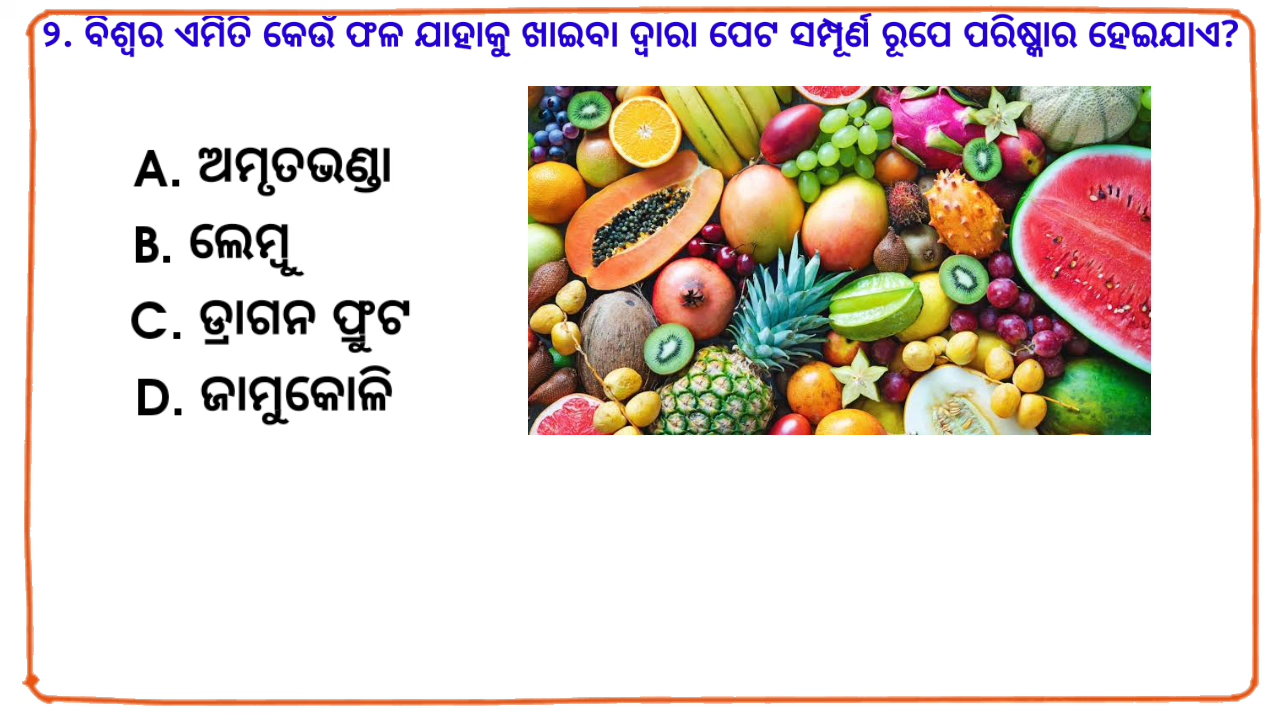 ୨. ବିଶ୍ୱର ଏମିତି କେଉଁ ଫଳ ଯାହାକୁ ଖାଇବା ଦ୍ୱାରା ପେଟ ସମ୍ପୂର୍ଣ ରୂପେ ପରିଷ୍କାର ହେଇଯାଏ?
A. ଅମୃତଭଣ୍ଡା
B. ଲେମ୍ବୁ
C. ଡ୍ରାଗନ ଫ୍ରୁଟ
D. ଜାମୁକୋଳି